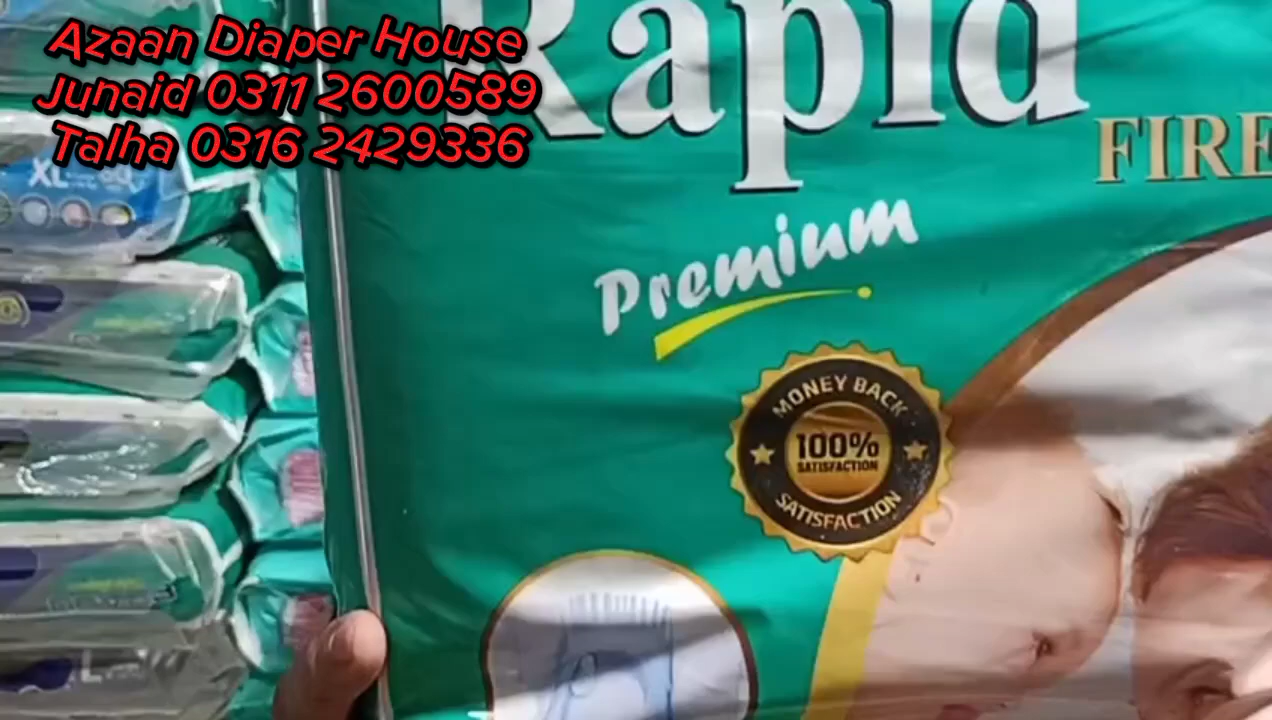 Azaan Diaper House
Junaid 0311 2600589
Talha 0316 2429336
Rapid
FIRE
Premium
XL
MONEY BACK
100%
SATISFACTION
SATISFACTION
L